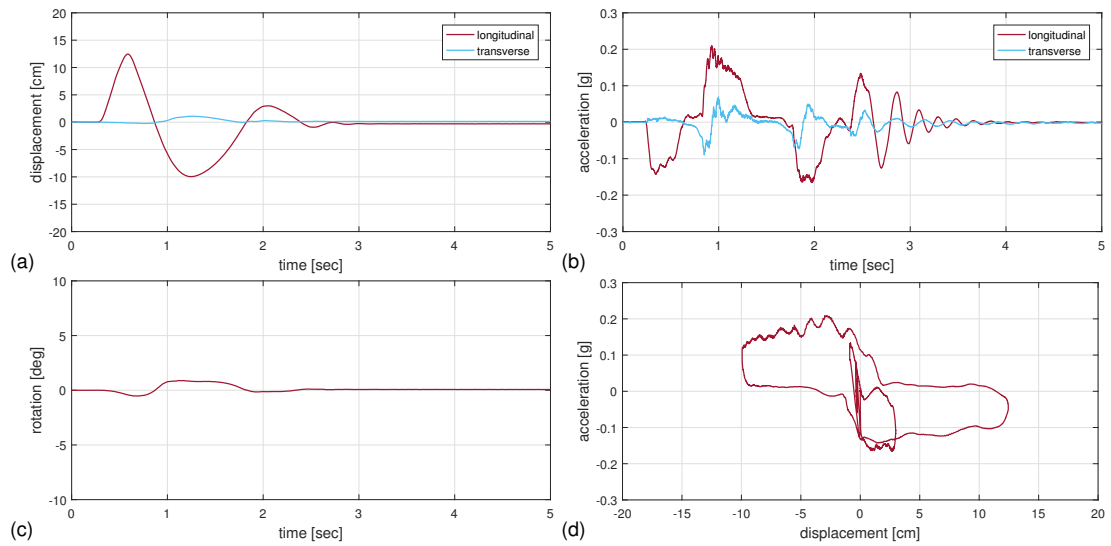 20
15
10
5
0
-5
-10
-15
-20
displacement [cm]
longitudinal
transverse
0 1 2 3 4 5
time [sec]
(a)
0.3
0.2
0.1
0
-0.1
-0.2
-0.3
acceleration [g]
longitudinal
transverse
0 1 2 3 4 5
time [sec]
(b)
10
5
0
-5
-10
rotation [deg]
0 1 2 3 4 5
time [sec]
(c)
0.3
0.2
0.1
0
-0.1
-0.2
-0.3
acceleration [g]
-20 -15 -10 -5 0 5 10 15 20
displacement [cm]
(d)